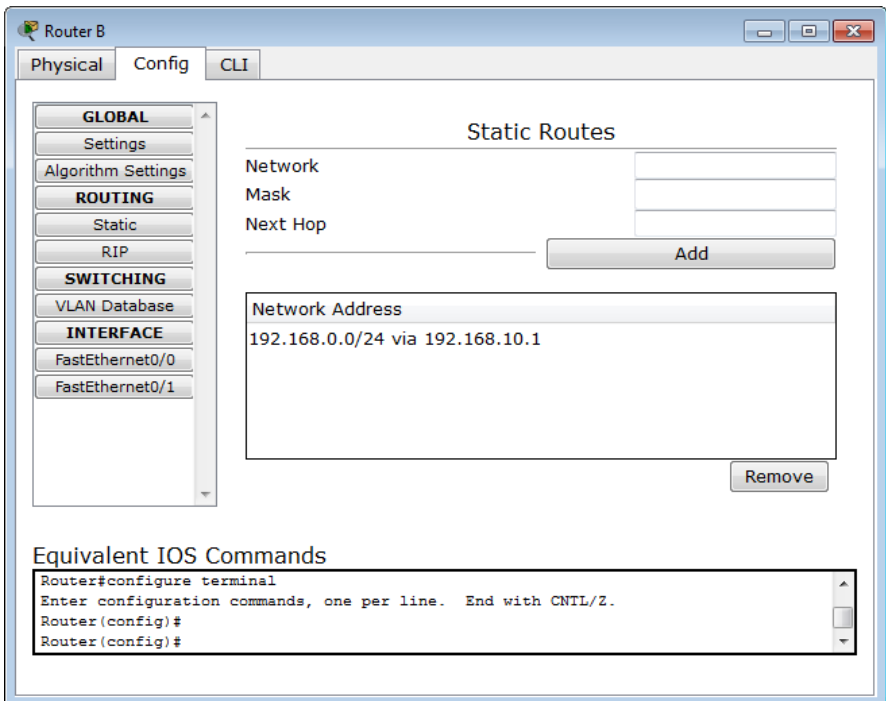 Router B
Physical Config CLI
GLOBAL
Settings
Algorithm Settings
ROUTING
Static
RIP
SWITCHING
VLAN Database
INTERFACE
FastEthernet0/0
FastEthernet0/1
Static Routes
Network
Mask
Next Hop
Add
Network Address
192.168.0.0/24 via 192.168.10.1
Remove
Equivalent IOS Commands
Router#configure terminal
Enter configuration commands, one per line.  End with CNTL/Z.
Router(config)#
Router(config)#